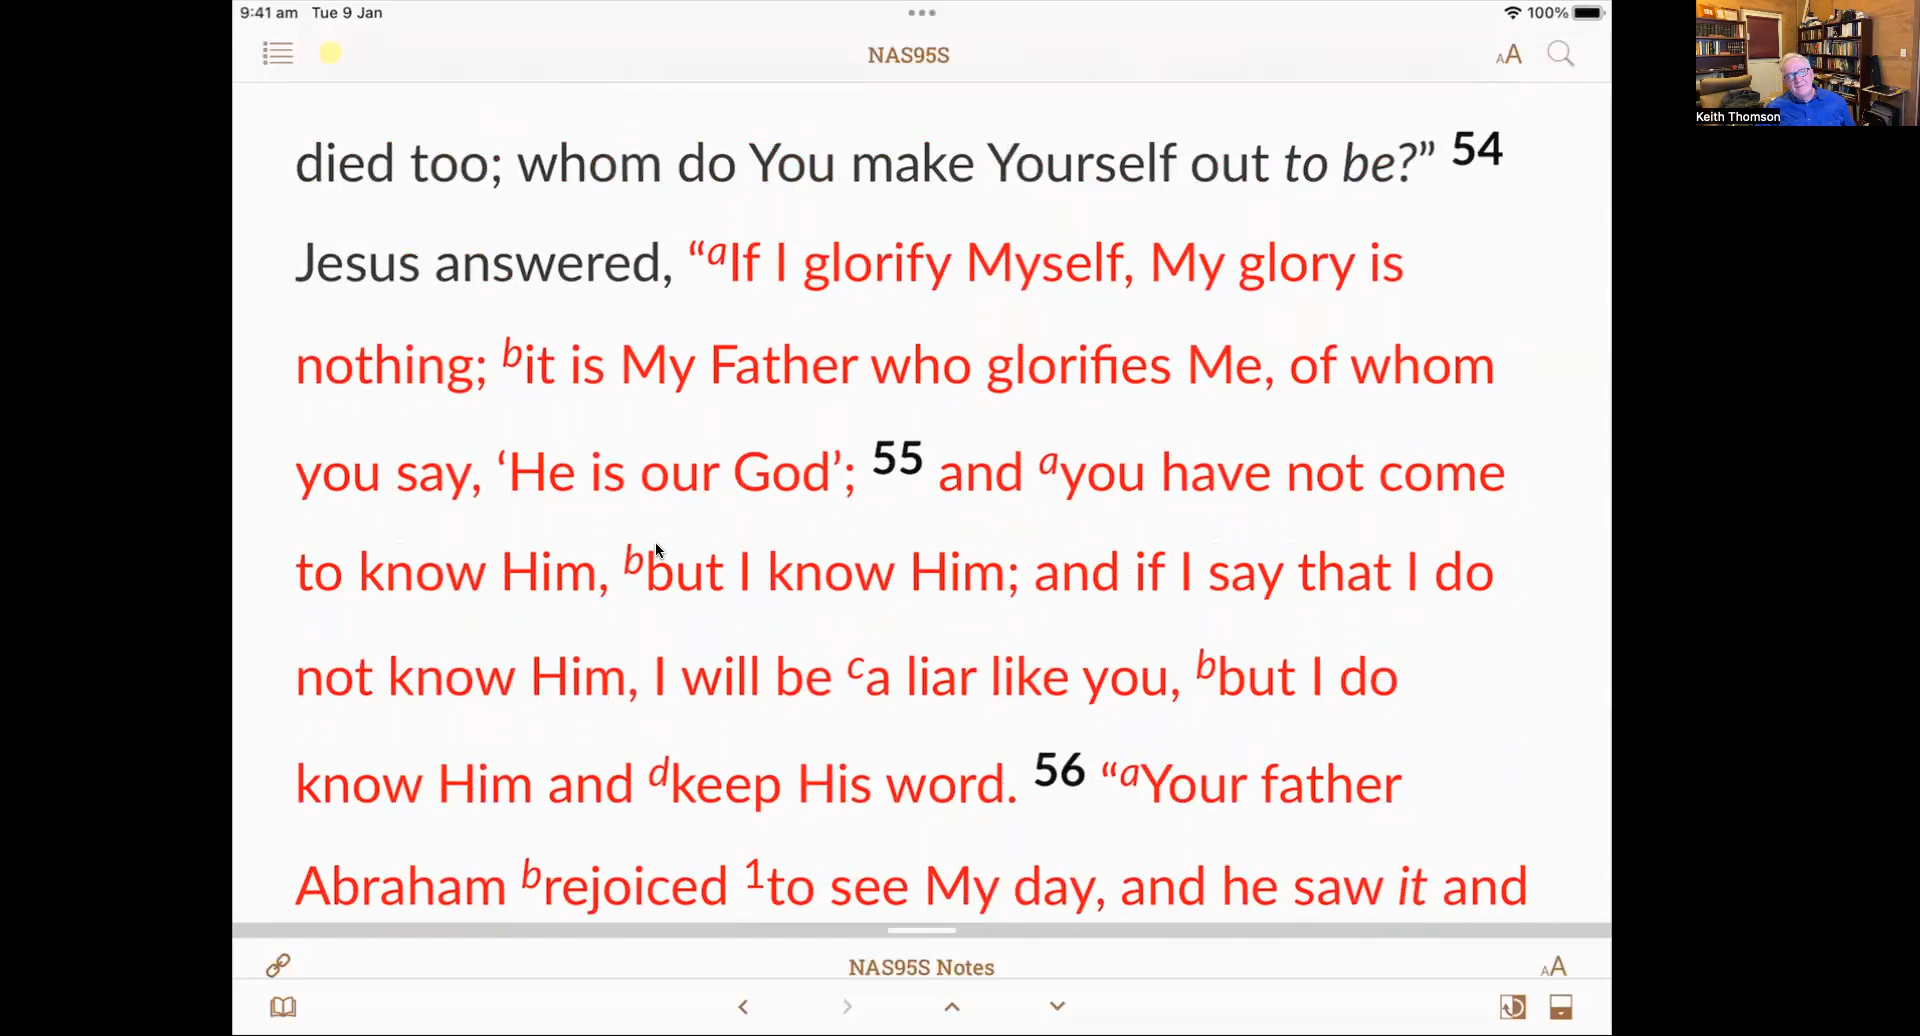 9:41 am Tue 9 Jan 100%
NAS95S AA
Keith Thomson
died too; whom do You make Yourself out to be?” 54
Jesus answered, “aIf I glorify Myself, My glory is
nothing; bit is My Father who glorifies Me, of whom
you say, ‘He is our God’; 55 and ayou have not come
to know Him, bbut I know Him; and if I say that I do
not know Him, I will be ca liar like you, bbut I do
know Him and dkeep His word. 56 “aYour father
Abraham brejoiced 1to see My day, and he saw it and
NAS95S Notes AA